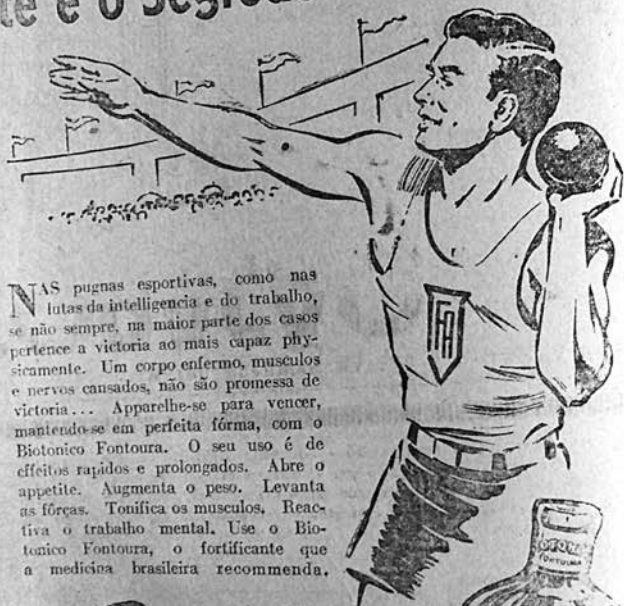 te é o
NAS pugnas esportivas, como nas
lutas da intelligencia e do trabalho,
se não sempre, na maior parte dos casos
pertence a victoria ao mais capaz phy-
sicamente. Um corpo enfermo, musculos
e nervos cansados, não são promessa de
victoria... Apparelhe-se para vencer,
mantendo-se em perfeita fórma, com o
Biotonico Fontoura. O seu uso é de
effeitos rapidos e prolongados. Abre o
appetite. Augmenta o peso. Levanta
as fôrças. Tonifica os musculos. Reac-
tiva o trabalho mental. Use o Bio-
tonico Fontoura, o fortificante que
a medicina brasileira recommenda.
FONTOURA